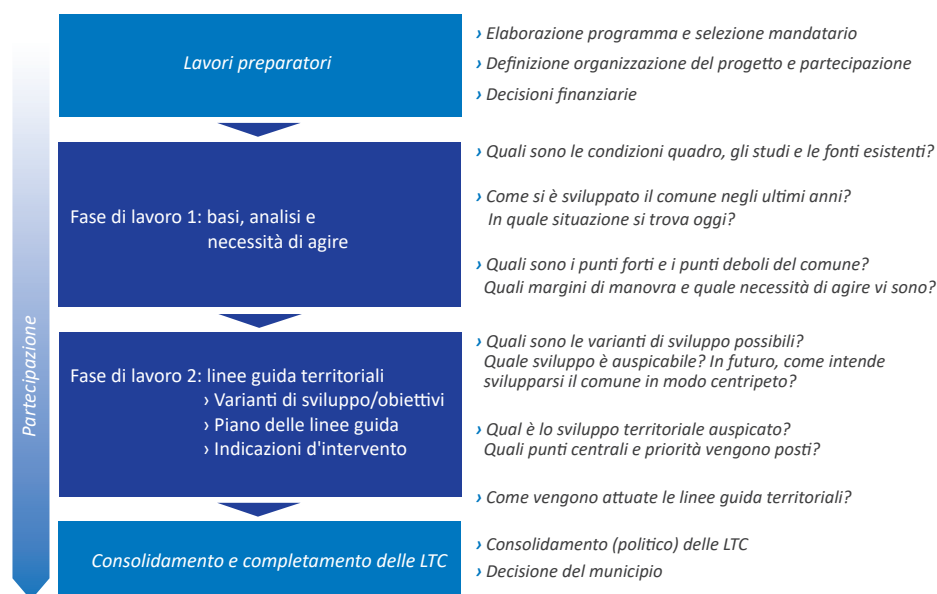 Partecipazione
Lavori preparatori
› Elaborazione programma e selezione mandatario
› Definizione organizzazione del progetto e partecipazione
› Decisioni finanziarie
Fase di lavoro 1: basi, analisi e
necessità di agire
› Quali sono le condizioni quadro, gli studi e le fonti esistenti?
› Come si è sviluppato il comune negli ultimi anni?
In quale situazione si trova oggi?
› Quali sono i punti forti e i punti deboli del comune?
Quali margini di manovra e quale necessità di agire vi sono?
Fase di lavoro 2: linee guida territoriali
› Varianti di sviluppo/obiettivi
› Piano delle linee guida
› Indicazioni d'intervento
› Quali sono le varianti di sviluppo possibili?
Quale sviluppo è auspicabile? In futuro, come intende
svilupparsi il comune in modo centripeto?
› Qual è lo sviluppo territoriale auspicato?
Quali punti centrali e priorità vengono posti?
› Come vengono attuate le linee guida territoriali?
Consolidamento e completamento delle LTC
› Consolidamento (politico) delle LTC
› Decisione del municipio